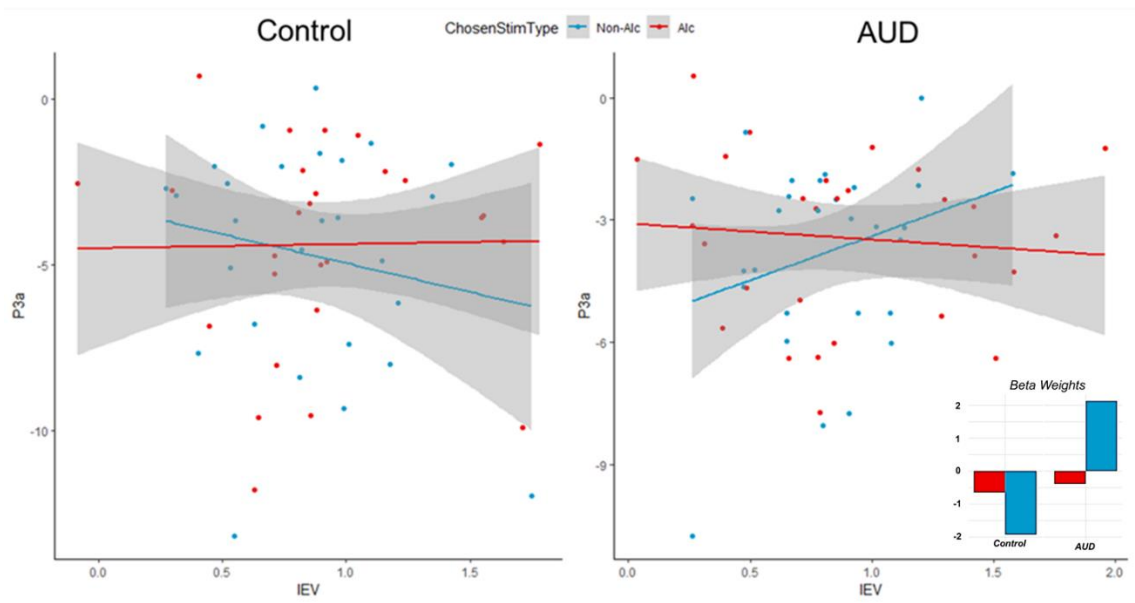 Control
ChosenStimType Non-Alc Alc
AUD
P3a
0
-5
-10
0.0 0.5 1.0 1.5
IEV
P3a
0
-3
-6
-9
0.0 0.5 1.0 1.5 2.0
IEV
Beta Weights
2
1
0
-1
-2
Control AUD